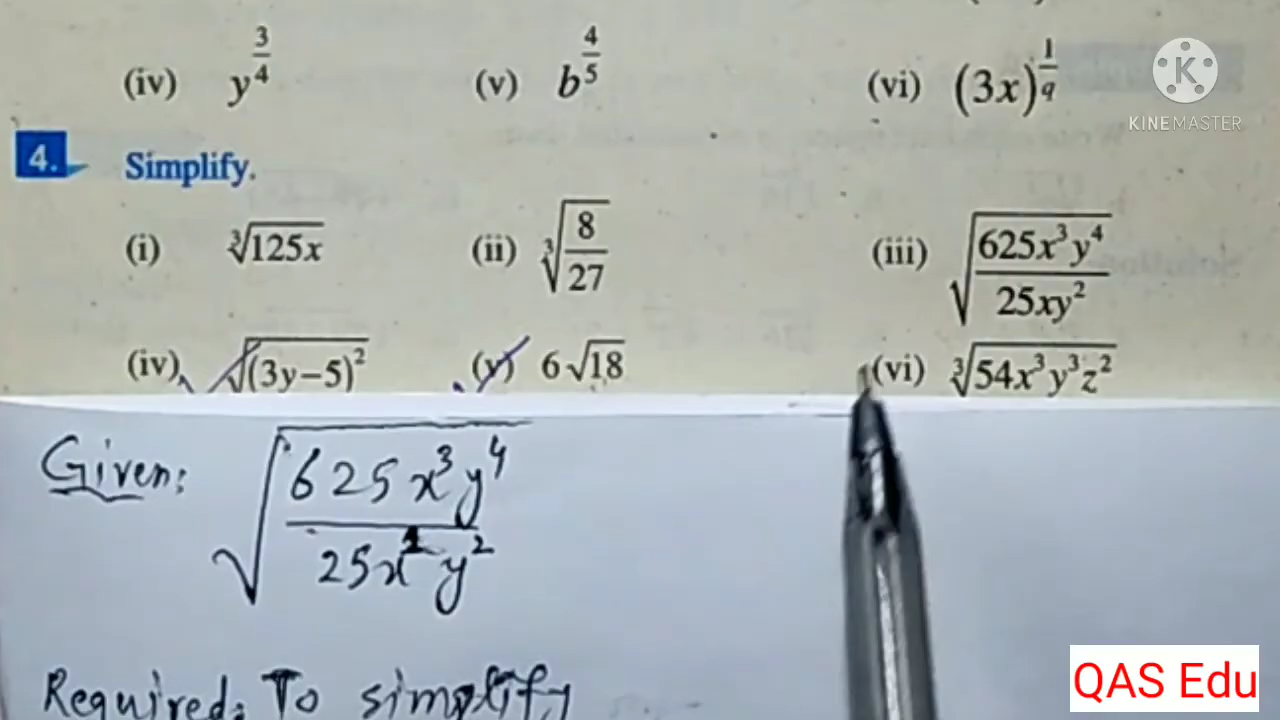 (iv) y^(3/4) (v) b^(4/5) (vi) (3x)^(1/q)
KINEMASTER
4. Simplify.
(i) ∛(125x) (ii) ∛(8/27) (iii) √(625x³y⁴/25xy²)
(iv) √((3y−5)²) (v) 6√18 (vi) ∛(54x³y³z²)
Given: √(625x³y⁴/25x¹y²)
Required: To simplify
QAS Edu